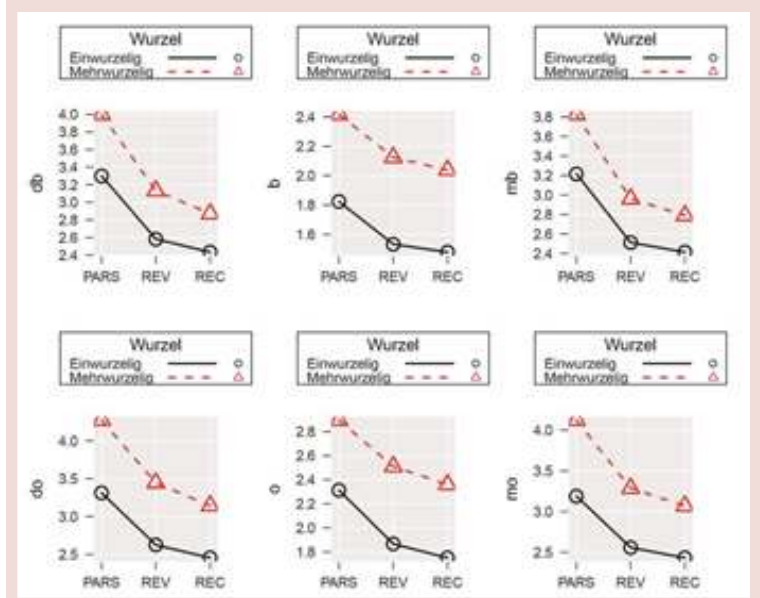 Wurzel
Einwurzelig
Mehrwurzelig
Wurzel
Einwurzelig
Mehrwurzelig
Wurzel
Einwurzelig
Mehrwurzelig
4.0
3.8
3.6
3.4
3.2
3.0
2.8
2.6
2.4
db
PARS REV REC
2.4
2.2
2.0
1.8
1.6
b
PARS REV REC
3.8
3.6
3.4
3.2
3.0
2.8
2.6
2.4
mb
PARS REV REC
Wurzel
Einwurzelig
Mehrwurzelig
Wurzel
Einwurzelig
Mehrwurzelig
Wurzel
Einwurzelig
Mehrwurzelig
4.0
3.5
3.0
2.5
do
PARS REV REC
2.8
2.6
2.4
2.2
2.0
1.8
o
PARS REV REC
4.0
3.5
3.0
2.5
mo
PARS REV REC